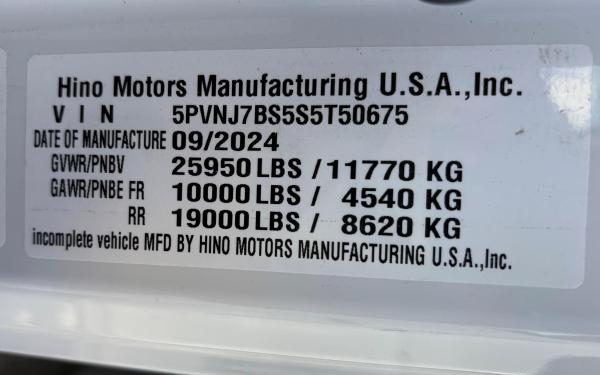 Hino Motors Manufacturing U.S.A.,Inc.
V I N 5PVNJ7BS5S5T50675
DATE OF MANUFACTURE 09/2024
GVWR/PNBV 25950 LBS / 11770 KG
GAWR/PNBE FR 10000 LBS / 4540 KG
RR 19000 LBS / 8620 KG
incomplete vehicle MFD BY HINO MOTORS MANUFACTURING U.S.A.,Inc.